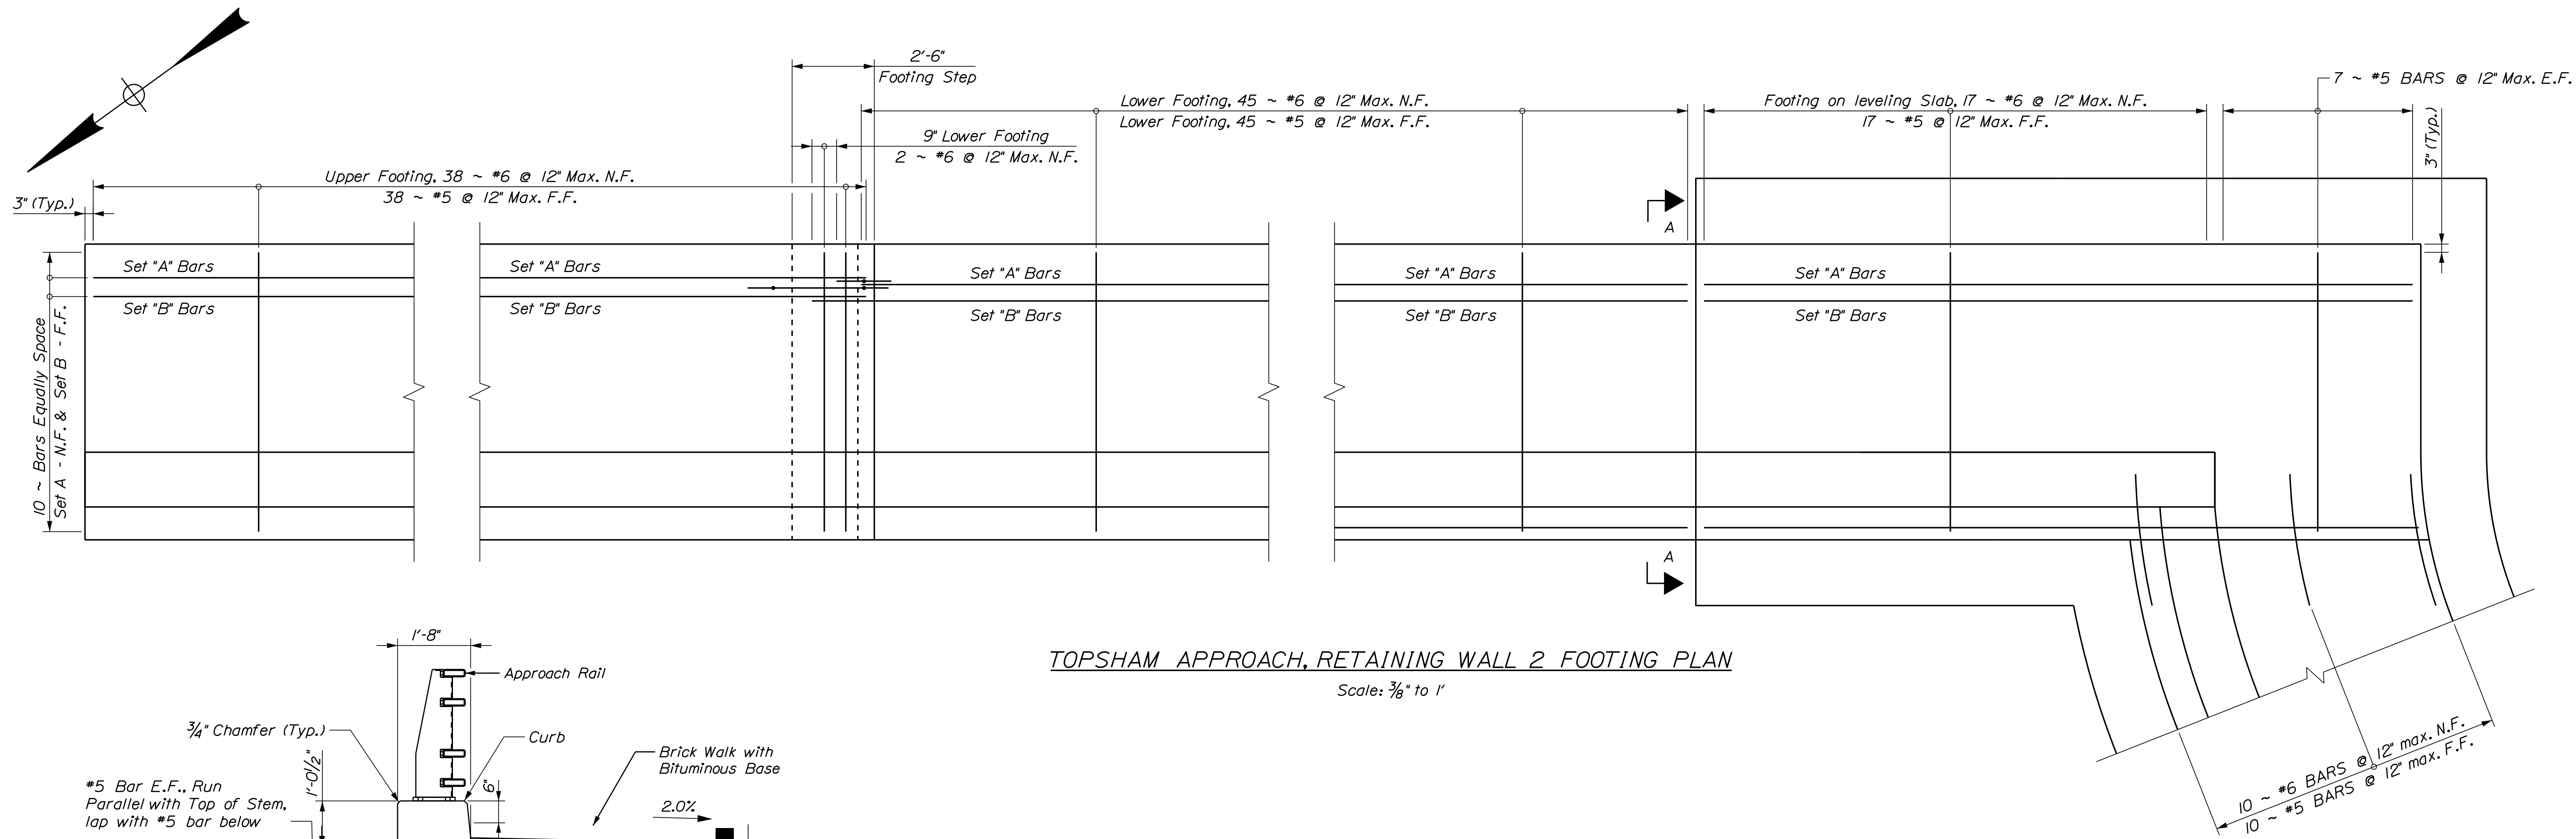 2'-6"
Footing Step
7 ~ #5 BARS @ 12" Max. E.F.
Lower Footing, 45 ~ #6 @ 12" Max. N.F.
Lower Footing, 45 ~ #5 @ 12" Max. F.F.
Footing on leveling Slab, 17 ~ #6 @ 12" Max. N.F.
17 ~ #5 @ 12" Max. F.F.
3" (Typ.)
9" Lower Footing
2 ~ #6 @ 12" Max. N.F.
Upper Footing, 38 ~ #6 @ 12" Max. N.F.
38 ~ #5 @ 12" Max. F.F.
3" (Typ.)
A
Set "A" Bars
Set "A" Bars
Set "A" Bars
Set "A" Bars
Set "A" Bars
Set "B" Bars
Set "B" Bars
Set "B" Bars
Set "B" Bars
Set "B" Bars
10 ~ Bars Equally Space
Set A - N.F. & Set B - F.F.
A
TOPSHAM APPROACH, RETAINING WALL 2 FOOTING PLAN
Scale: 3/8" to 1'
1'-8"
Approach Rail
3/4" Chamfer (Typ.)
Curb
1'-0 1/2"
6"
Brick Walk with
Bituminous Base
#5 Bar E.F., Run
Parallel with Top of Stem,
lap with #5 bar below
2.0%
10 ~ #6 BARS @ 12" max. N.F.
10 ~ #5 BARS @ 12" max. F.F.